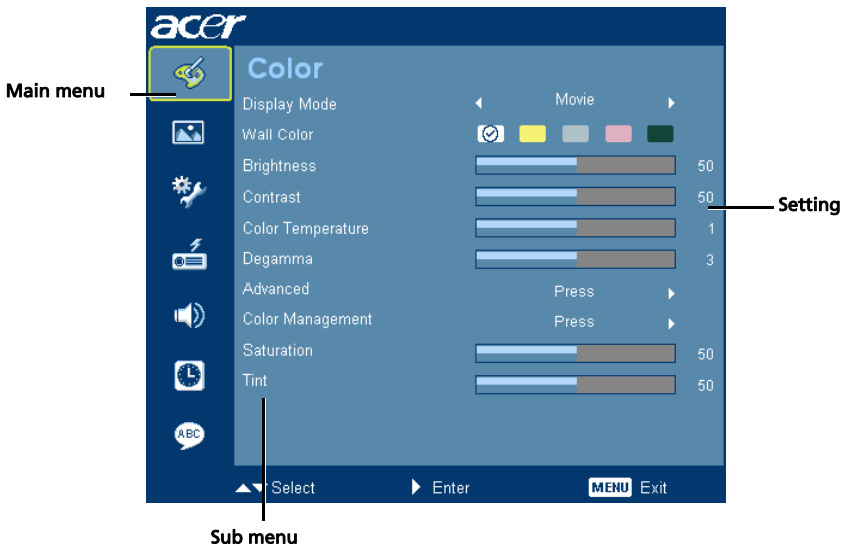 acer
Color
Main menu
Display Mode Movie
Wall Color
Brightness 50
Contrast 50
Setting
Color Temperature 1
Degamma 3
Advanced Press
Color Management Press
Saturation 50
Tint 50
ABC
Select Enter MENU Exit
Sub menu